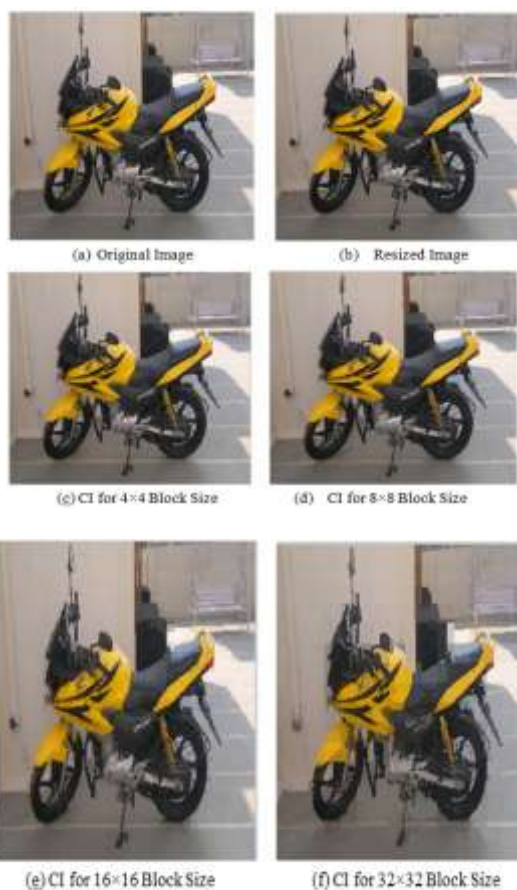 (a) Original Image
(b) Resized Image
(c) CI for 4×4 Block Size
(d) CI for 8×8 Block Size
(e) CI for 16×16 Block Size
(f) CI for 32×32 Block Size